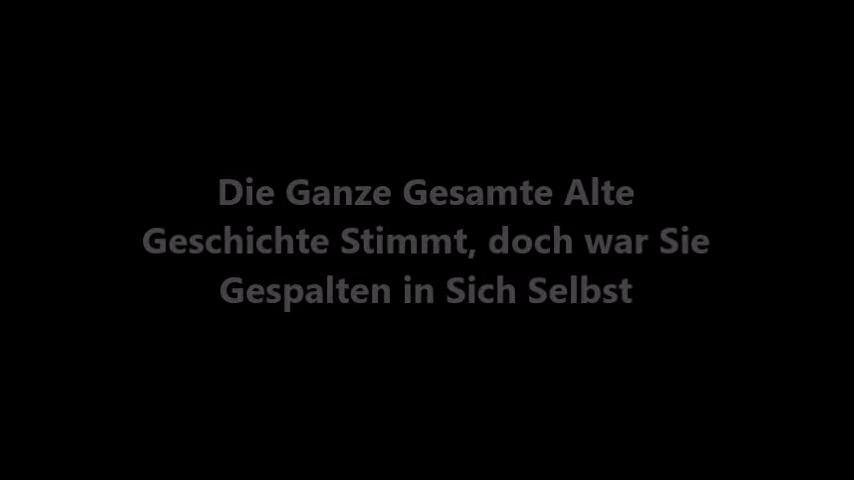 Die Ganze Gesamte Alte
Geschichte Stimmt, doch war Sie
Gespalten in Sich Selbst